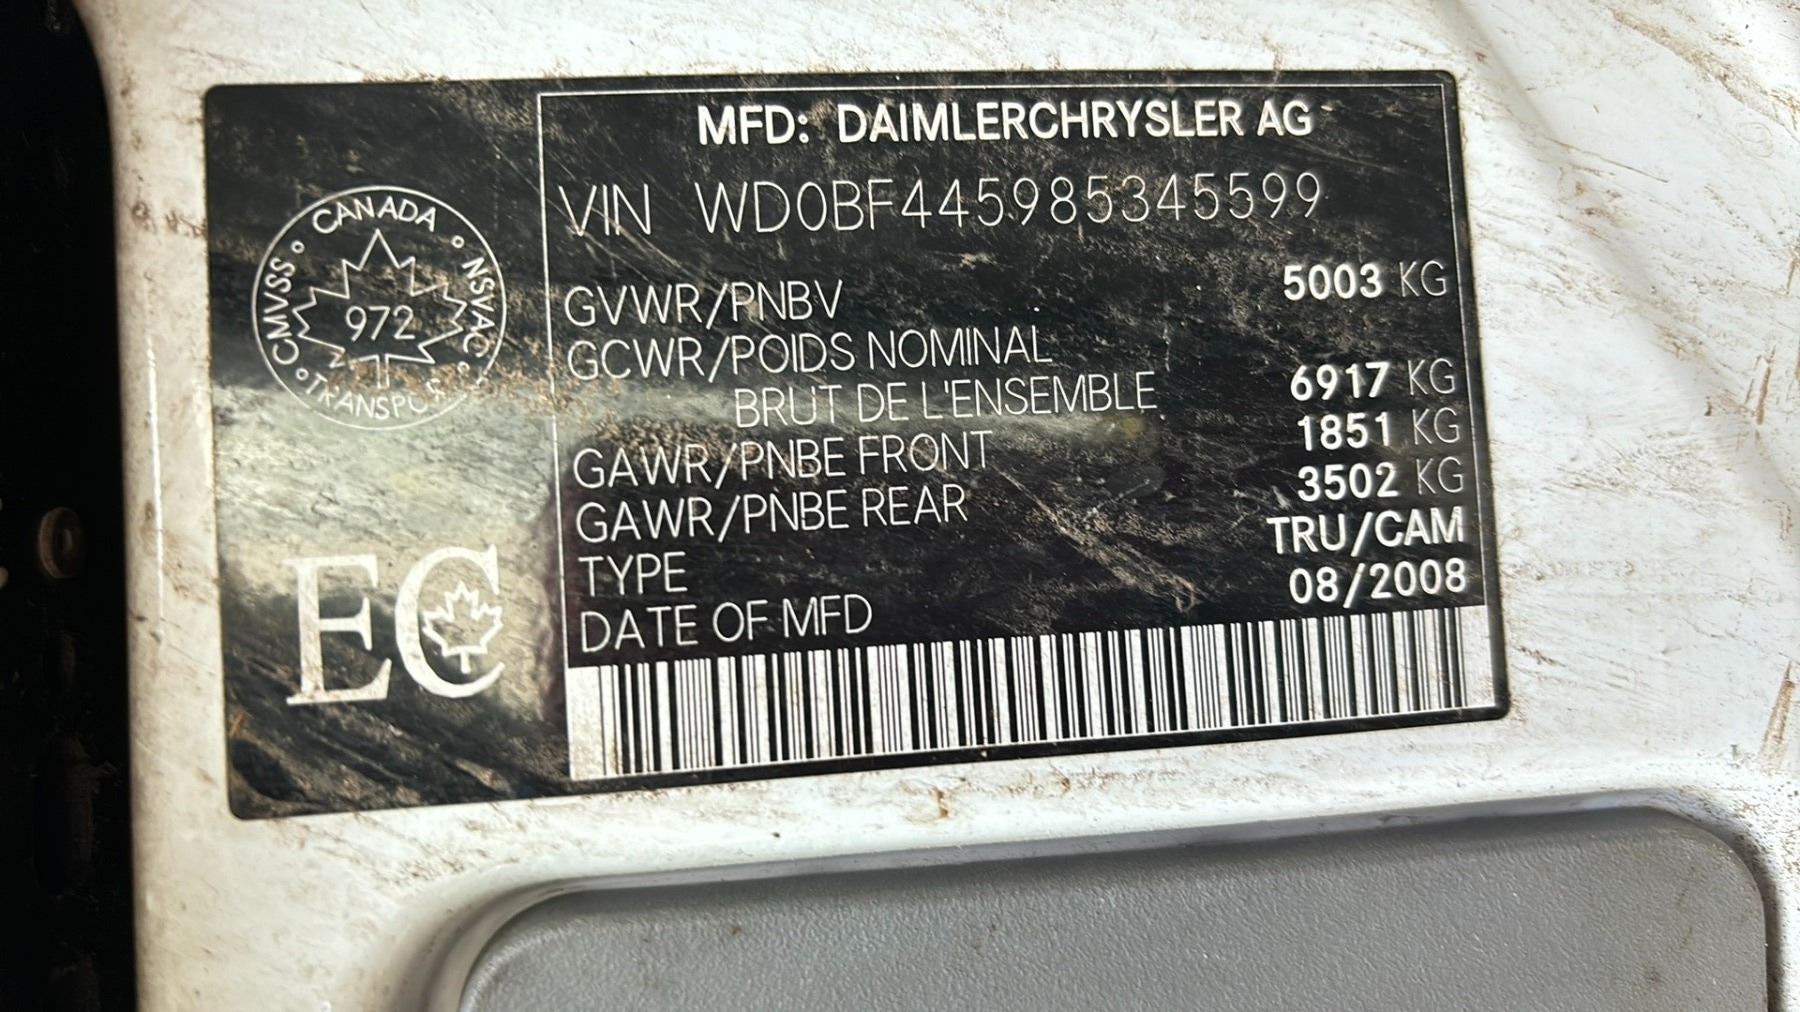 MFD: DAIMLERCHRYSLER AG
VIN WD0BF445985345599
GVWR/PNBV 5003 KG
GCWR/POIDS NOMINAL
BRUT DE L'ENSEMBLE 6917 KG
GAWR/PNBE FRONT 1851 KG
GAWR/PNBE REAR 3502 KG
TYPE TRU/CAM
DATE OF MFD 08/2008
CANADA
CMVSS
NSVAC
972
TRANSPORT
EC